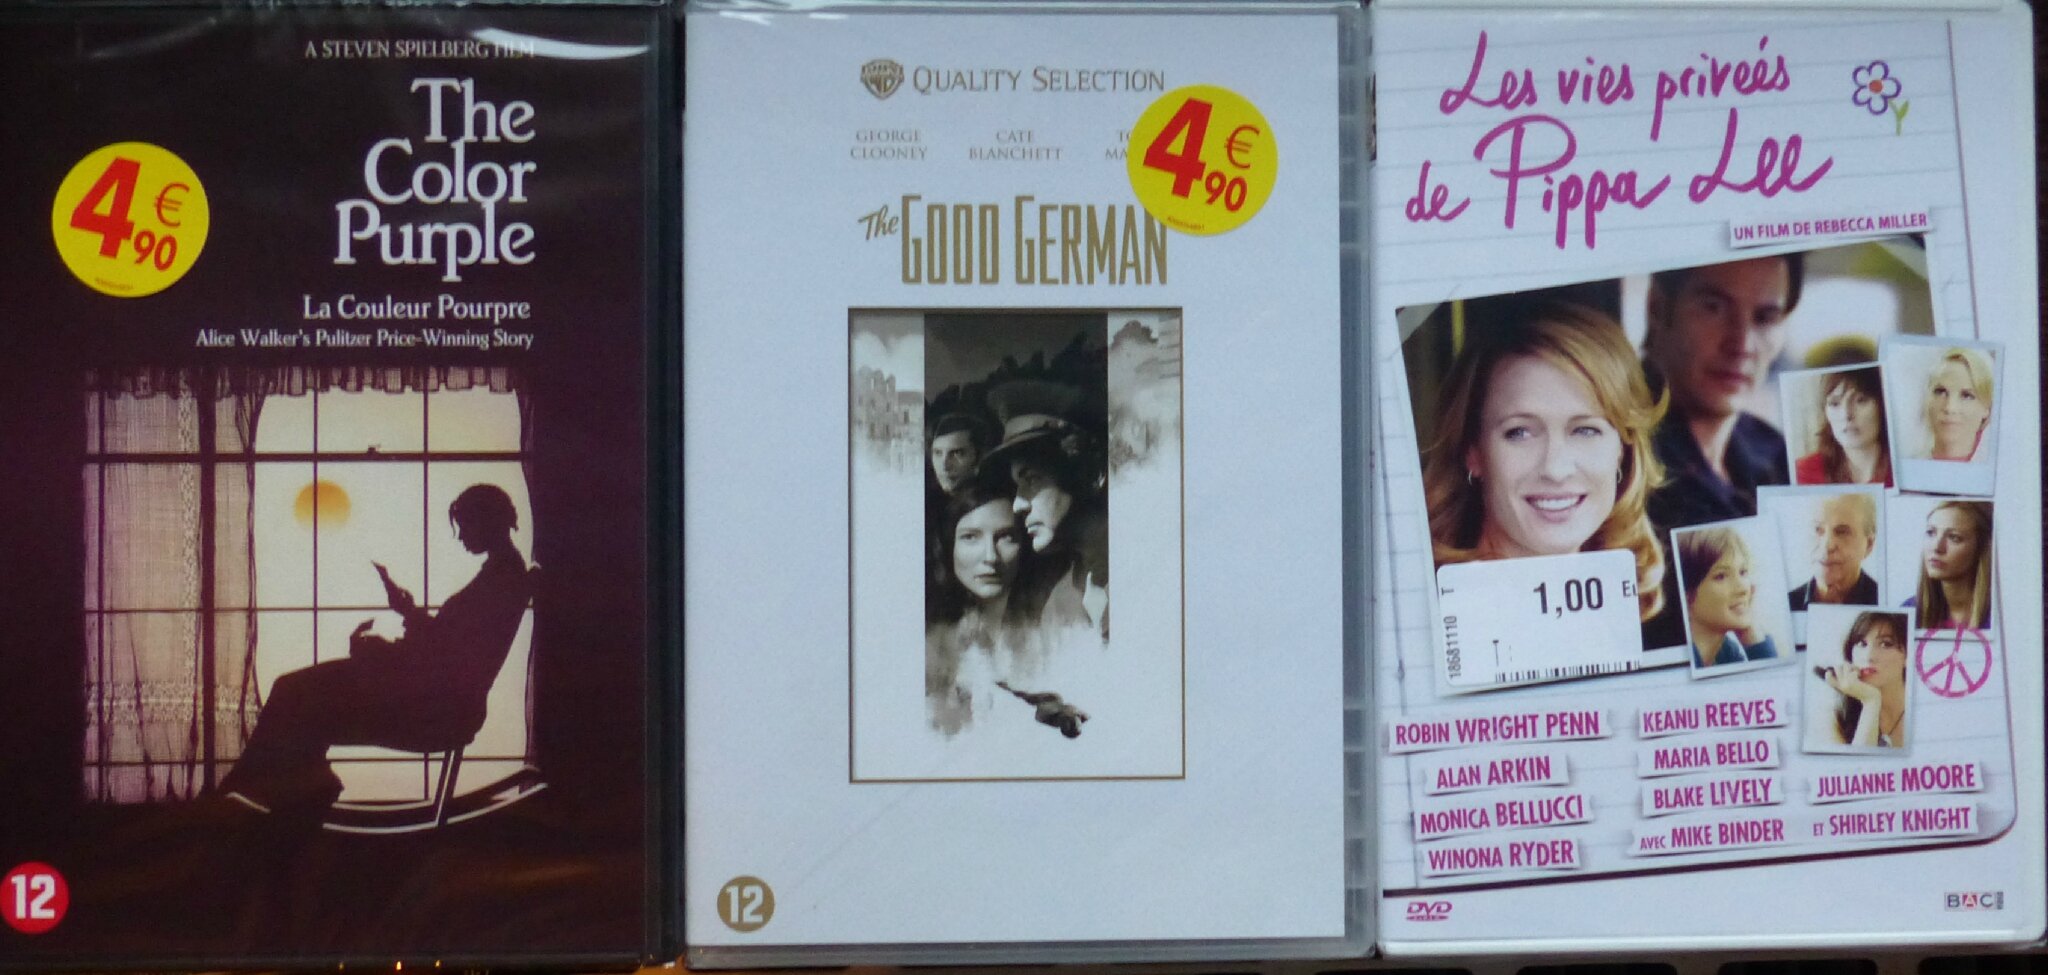 A STEVEN SPIELBERG FILM
The
Color
Purple
La Couleur Pourpre
Alice Walker's Pulitzer Price-Winning Story
4€
90
12
WB QUALITY SELECTION
GEORGE
CLOONEY
CATE
BLANCHETT
4€
90
The GOOD GERMAN
12
Les vies privées
de Pippa Lee
UN FILM DE REBECCA MILLER
1,00
18681110 T
ROBIN WRIGHT PENN
KEANU REEVES
ALAN ARKIN
MARIA BELLO
MONICA BELLUCCI
BLAKE LIVELY
JULIANNE MOORE
WINONA RYDER
AVEC MIKE BINDER
ET SHIRLEY KNIGHT
DVD
BAC